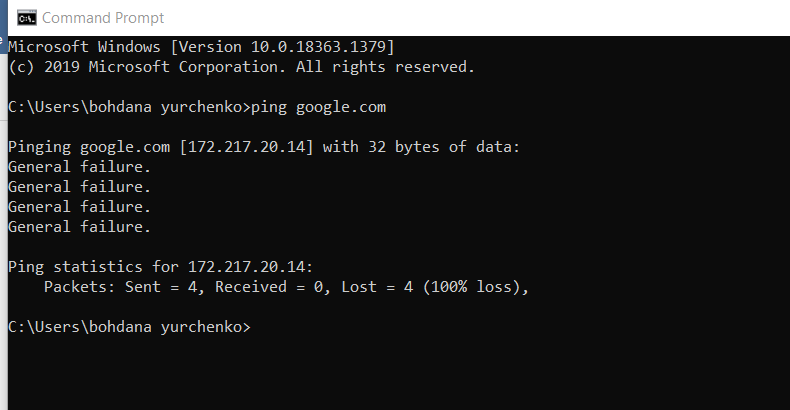 Command Prompt
Microsoft Windows [Version 10.0.18363.1379]
(c) 2019 Microsoft Corporation. All rights reserved.
C:\Users\bohdana yurchenko>ping google.com
Pinging google.com [172.217.20.14] with 32 bytes of data:
General failure.
General failure.
General failure.
General failure.
Ping statistics for 172.217.20.14:
    Packets: Sent = 4, Received = 0, Lost = 4 (100% loss),
C:\Users\bohdana yurchenko>